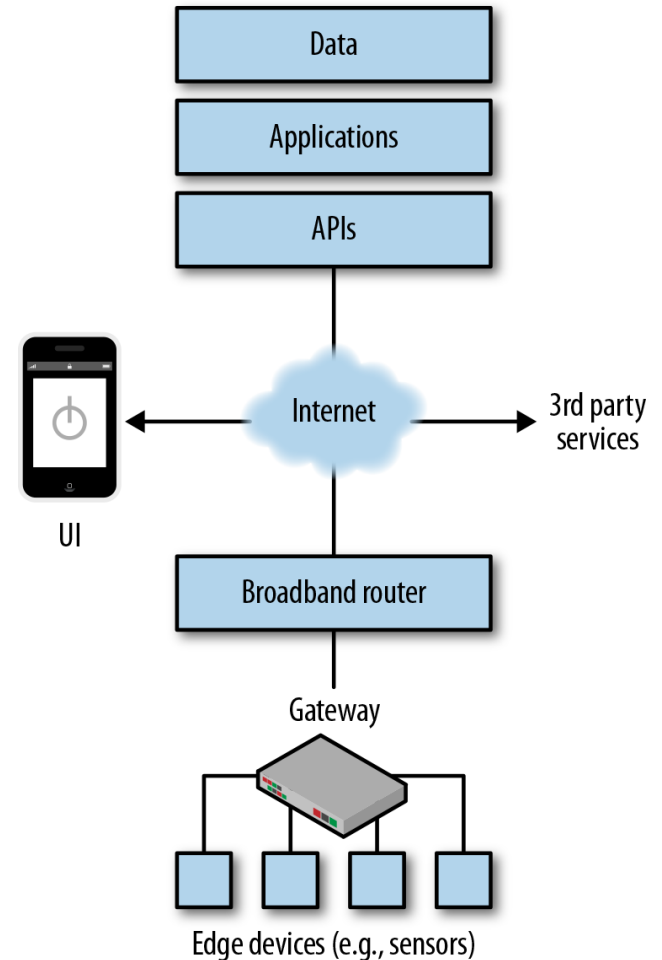 Data
Applications
APIs
Internet
3rd party
services
UI
Broadband router
Gateway
Edge devices (e.g., sensors)